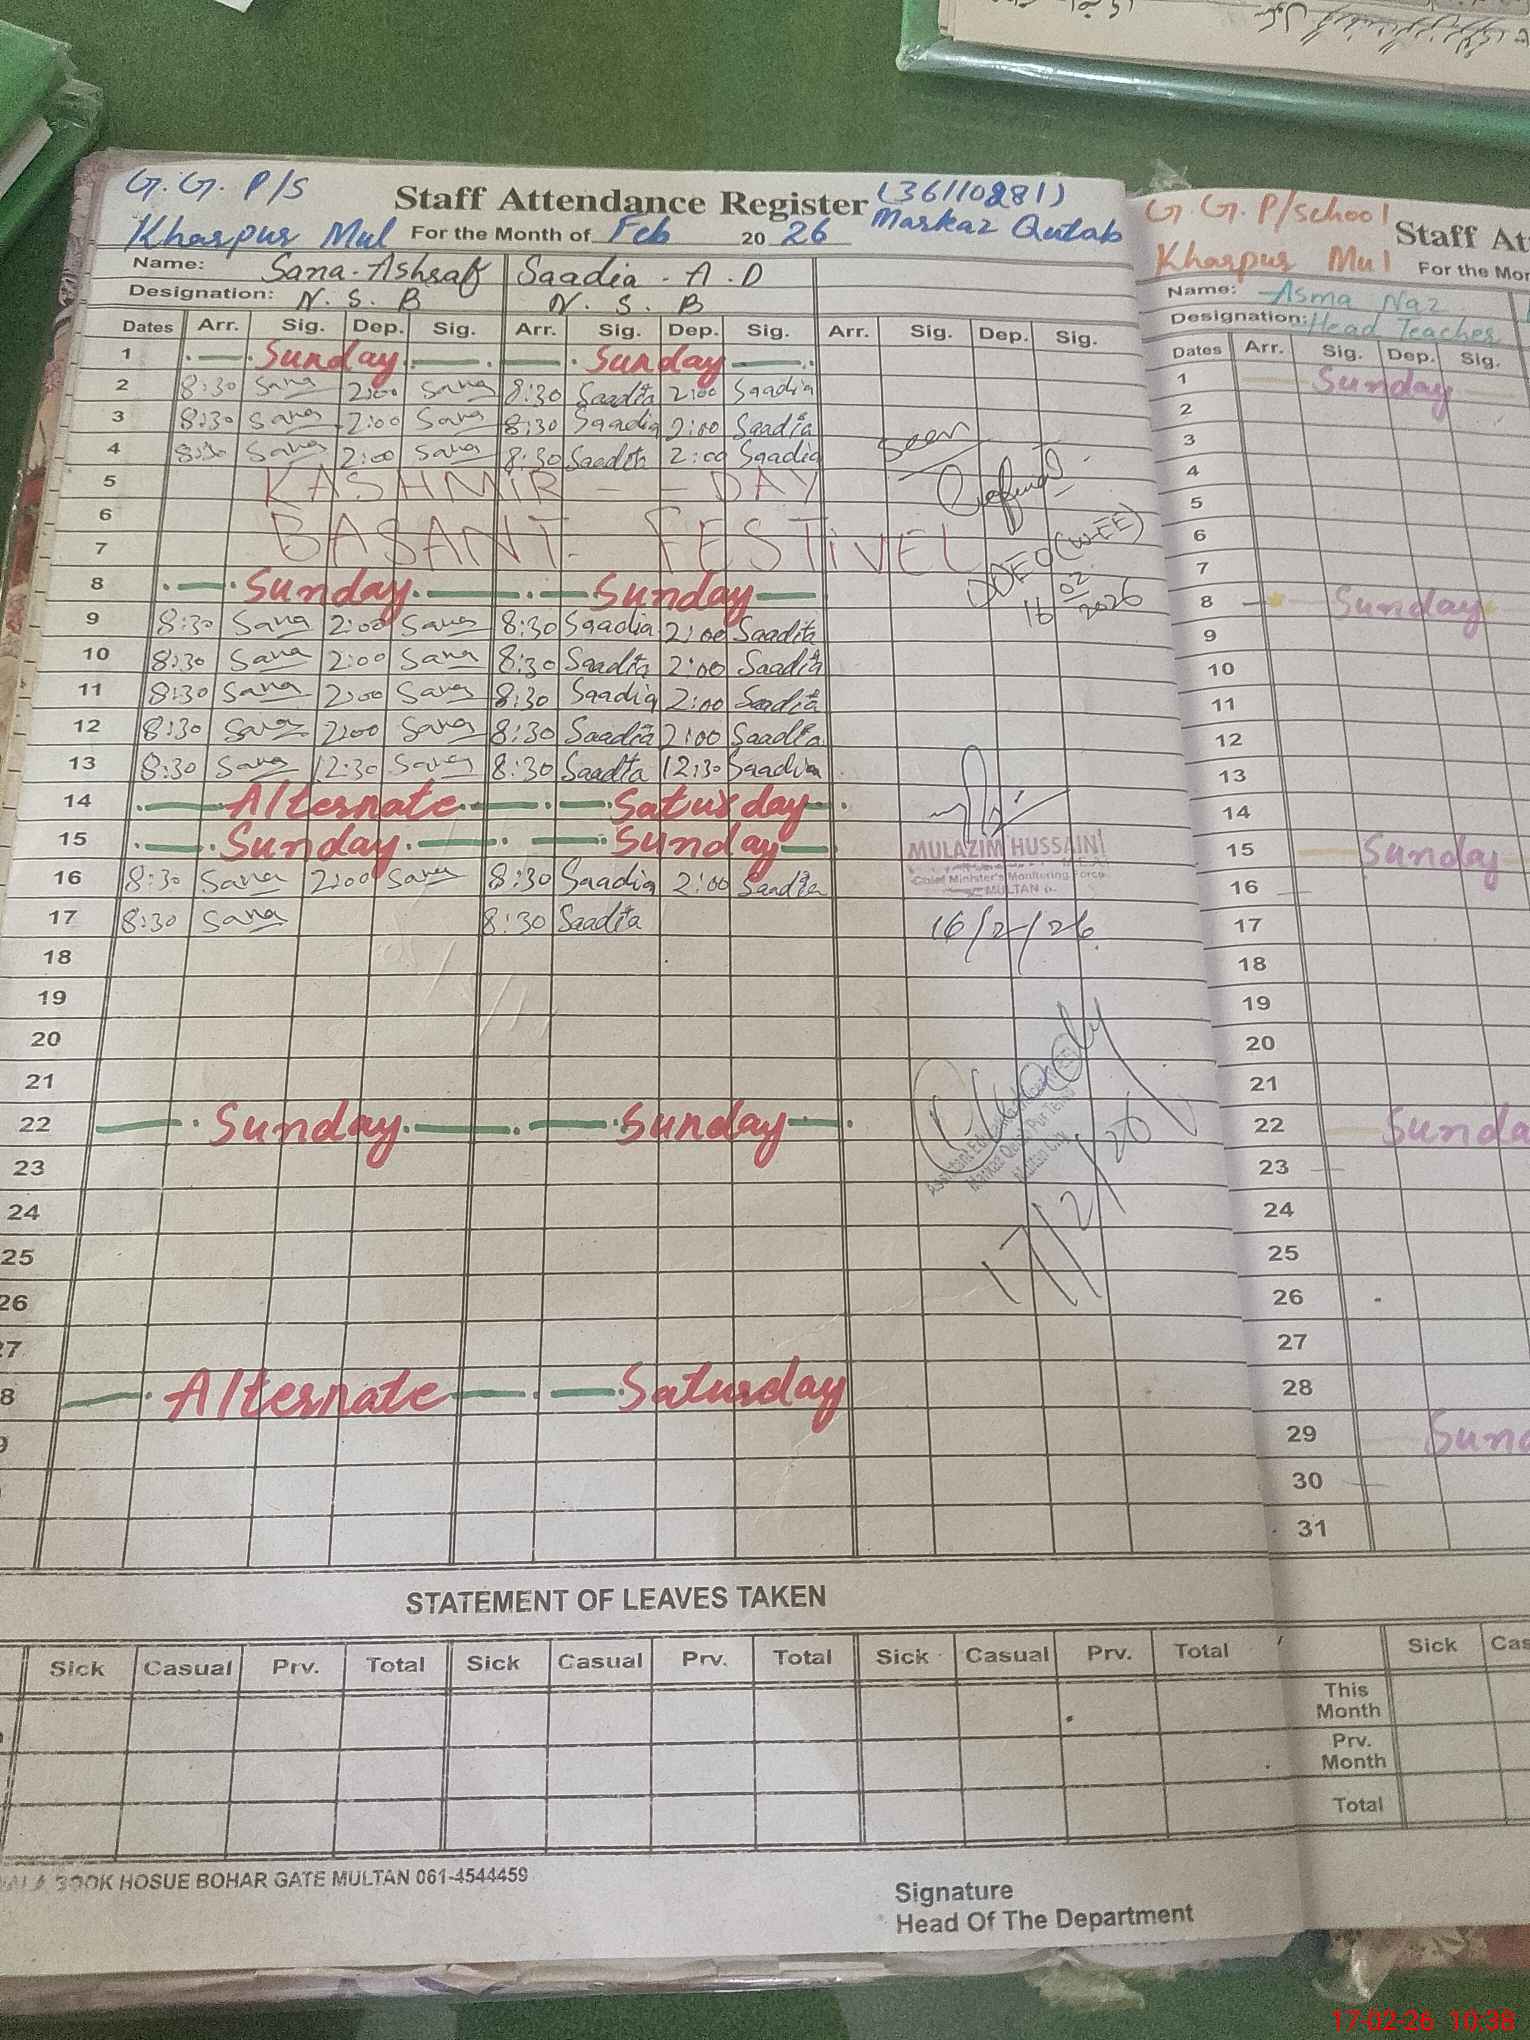 G.G. P/S Staff Attendance Register (36110281)
Kharpur Mul For the Month of Feb 20 26 Markaz Qutab
Name: Sana-Ashraf Saadia - A . D
Designation: N. S. B N. S. B
Dates Arr. Sig. Dep. Sig. Arr. Sig. Dep. Sig. Arr. Sig. Dep. Sig.
1 Sunday Sunday
2 8:30 Sana 2:00 Sana 8:30 Saadia 2:00 Saadia
3 8:30 Sana 2:00 Sana 8:30 Saadia 2:00 Saadia
4 8:30 Sana 2:00 Sana 8:30 Saadia 2:00 Saadia
Seen
5 KASHMIR - - DAY
6
7 BASANT - FESTIVEL
DDEO (W-EE)
16 02 2026
8 Sunday Sunday
9 8:30 Sana 2:00 Sana 8:30 Saadia 2:00 Saadia
10 8:30 Sana 2:00 Sana 8:30 Saadia 2:00 Saadia
11 8:30 Sana 2:00 Sana 8:30 Saadia 2:00 Saadia
12 8:30 Sana 2:00 Sana 8:30 Saadia 2:00 Saadia
13 8:30 Sana 12:30 Sana 8:30 Saadia 12:30 Saadia
14 Alternate Saturday
15 Sunday Sunday
MULAZIM HUSSAIN
Chief Minister's Monitoring Force
MULTAN
16 8:30 Sana 2:00 Sana 8:30 Saadia 2:00 Saadia
17 8:30 Sana 8:30 Saadia
16/2/26
18
19
20
21
22 Sunday Sunday
Markaz Qutab Pur
Multan City
17/2/26
23
24
25
26
27
8 Alternate Saturday
9
STATEMENT OF LEAVES TAKEN
Sick Casual Prv. Total Sick Casual Prv. Total Sick Casual Prv. Total
BOOK HOSUE BOHAR GATE MULTAN 061-4544459
Signature
Head Of The Department
G.G. P/school
Staff At
Kharpur Mul For the Mor
Name: Asma Naz
Designation: Head Teacher
Dates Arr. Sig. Dep. Sig.
1 Sunday
2
3
4
5
6
7
8 Sunday
9
10
11
12
13
14
15 Sunday
16
17
18
19
20
21
22 Sunda
23
24
25
26
27
28
29 Sun
30
31
Sick Cas
This
Month
Prv.
Month
Total
17-02-26 10:38